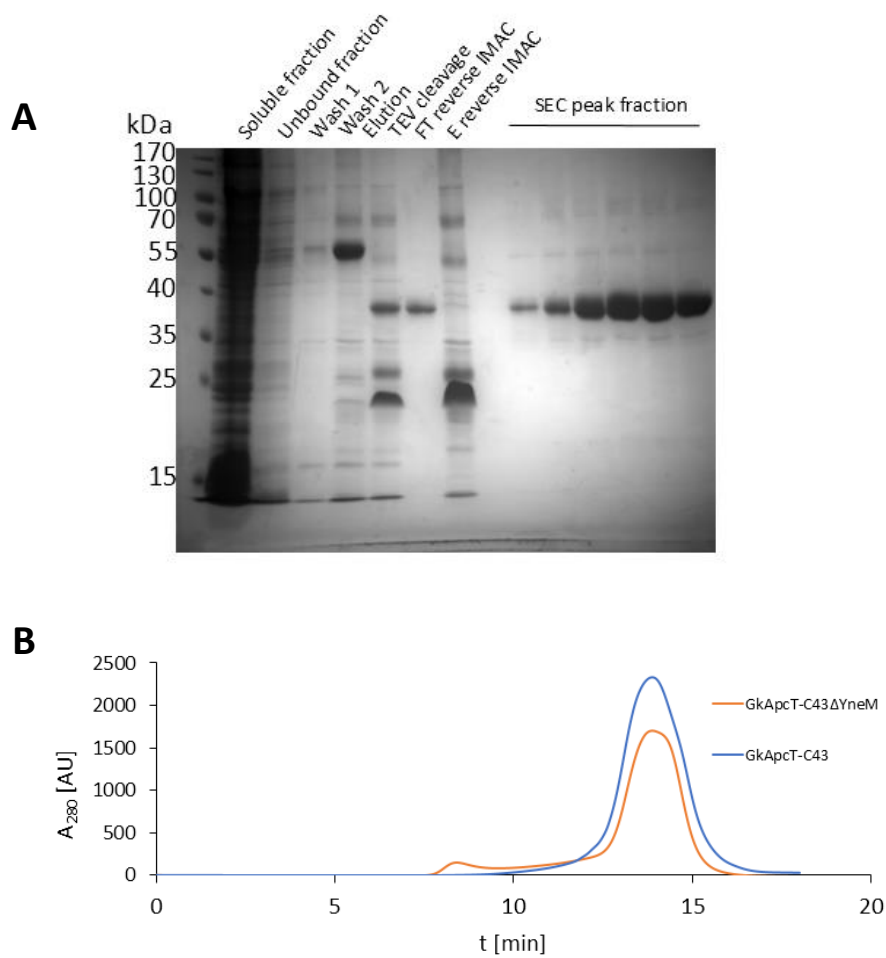 A
kDa
Soluble fraction
Unbound fraction
Wash 1
Wash 2
Elution
TEV cleavage
FT reverse IMAC
E reverse IMAC
SEC peak fraction
170
130
100
70
55
40
35
25
15
B
2500
2000
1500
1000
500
0
A280 [AU]
GkApcT-C43ΔYneM
GkApcT-C43
0 5 10 15 20
t [min]